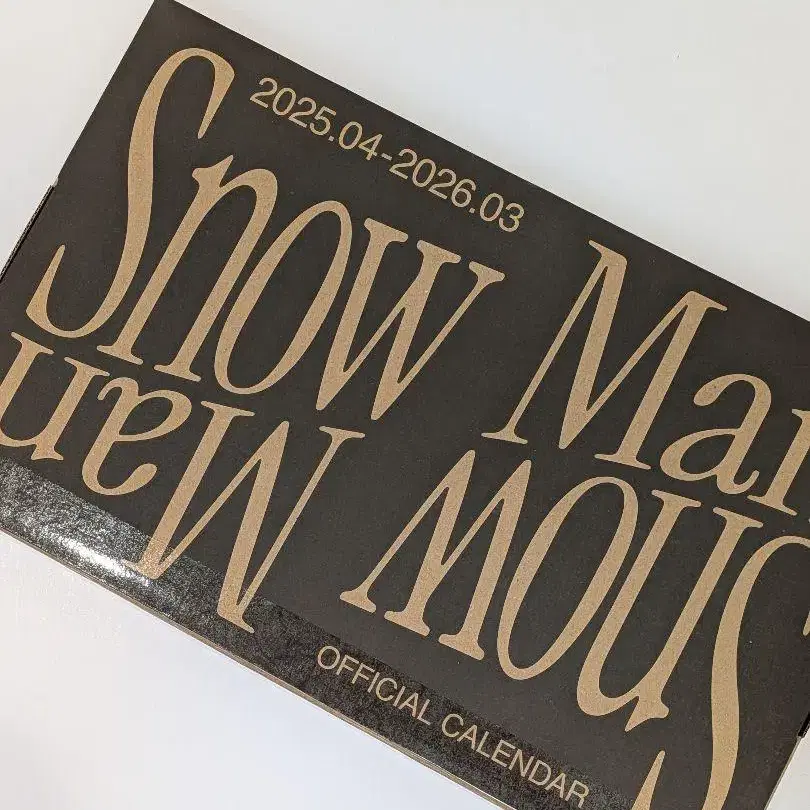 2025.04-2026.03
Snow Man
Snow Man
OFFICIAL CALENDAR